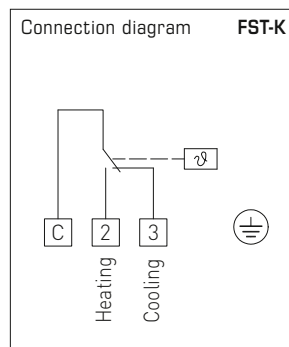 Connection diagram FST-K
ϑ
C 2 3
Heating
Cooling